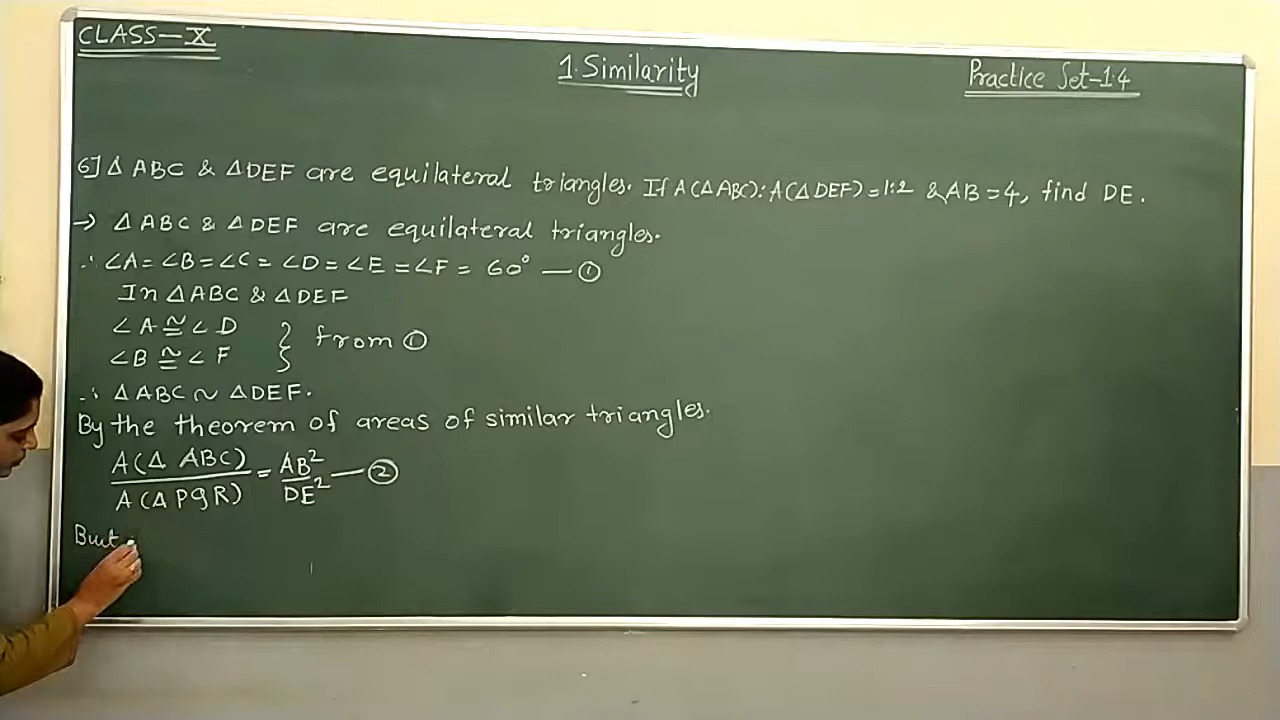 CLASS—X
1.Similarity
Practice Set-1.4
6] Δ ABC & ΔDEF are equilateral triangles. If A(ΔABC):A(ΔDEF)=1:2 & AB=4, find DE.
→ ΔABC & ΔDEF are equilateral triangles.
∴ ∠A=∠B=∠C=∠D=∠E=∠F=60° — ①
In ΔABC & ΔDEF
∠A≅∠D
∠B≅∠F } from ①
∴ ΔABC ~ ΔDEF.
By the theorem of areas of similar triangles.
A(Δ ABC)/A(Δ PQR) = AB²/DE² — ②
But